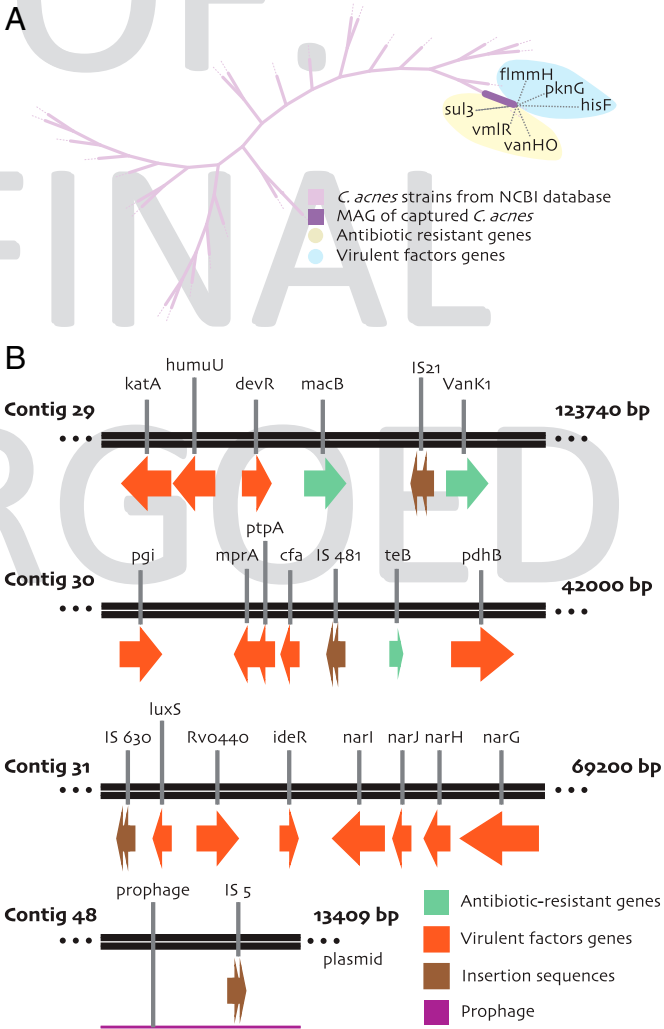 A
OF.
flmmH
pknG
hisF
sul3
vmlR
vanHO
FINAL
C. acnes strains from NCBI database
MAG of captured C. acnes
Antibiotic resistant genes
Virulent factors genes
B
humuU
IS21
katA
devR
macB
VanK1
Contig 29
123740 bp
RGOED
ptpA
pgi
mprA
cfa
IS 481
teB
pdhB
Contig 30
42000 bp
luxS
IS 630
Rv0440
ideR
narI
narJ
narH
narG
Contig 31
69200 bp
prophage
IS 5
Contig 48
13409 bp
plasmid
Antibiotic-resistant genes
Virulent factors genes
Insertion sequences
Prophage